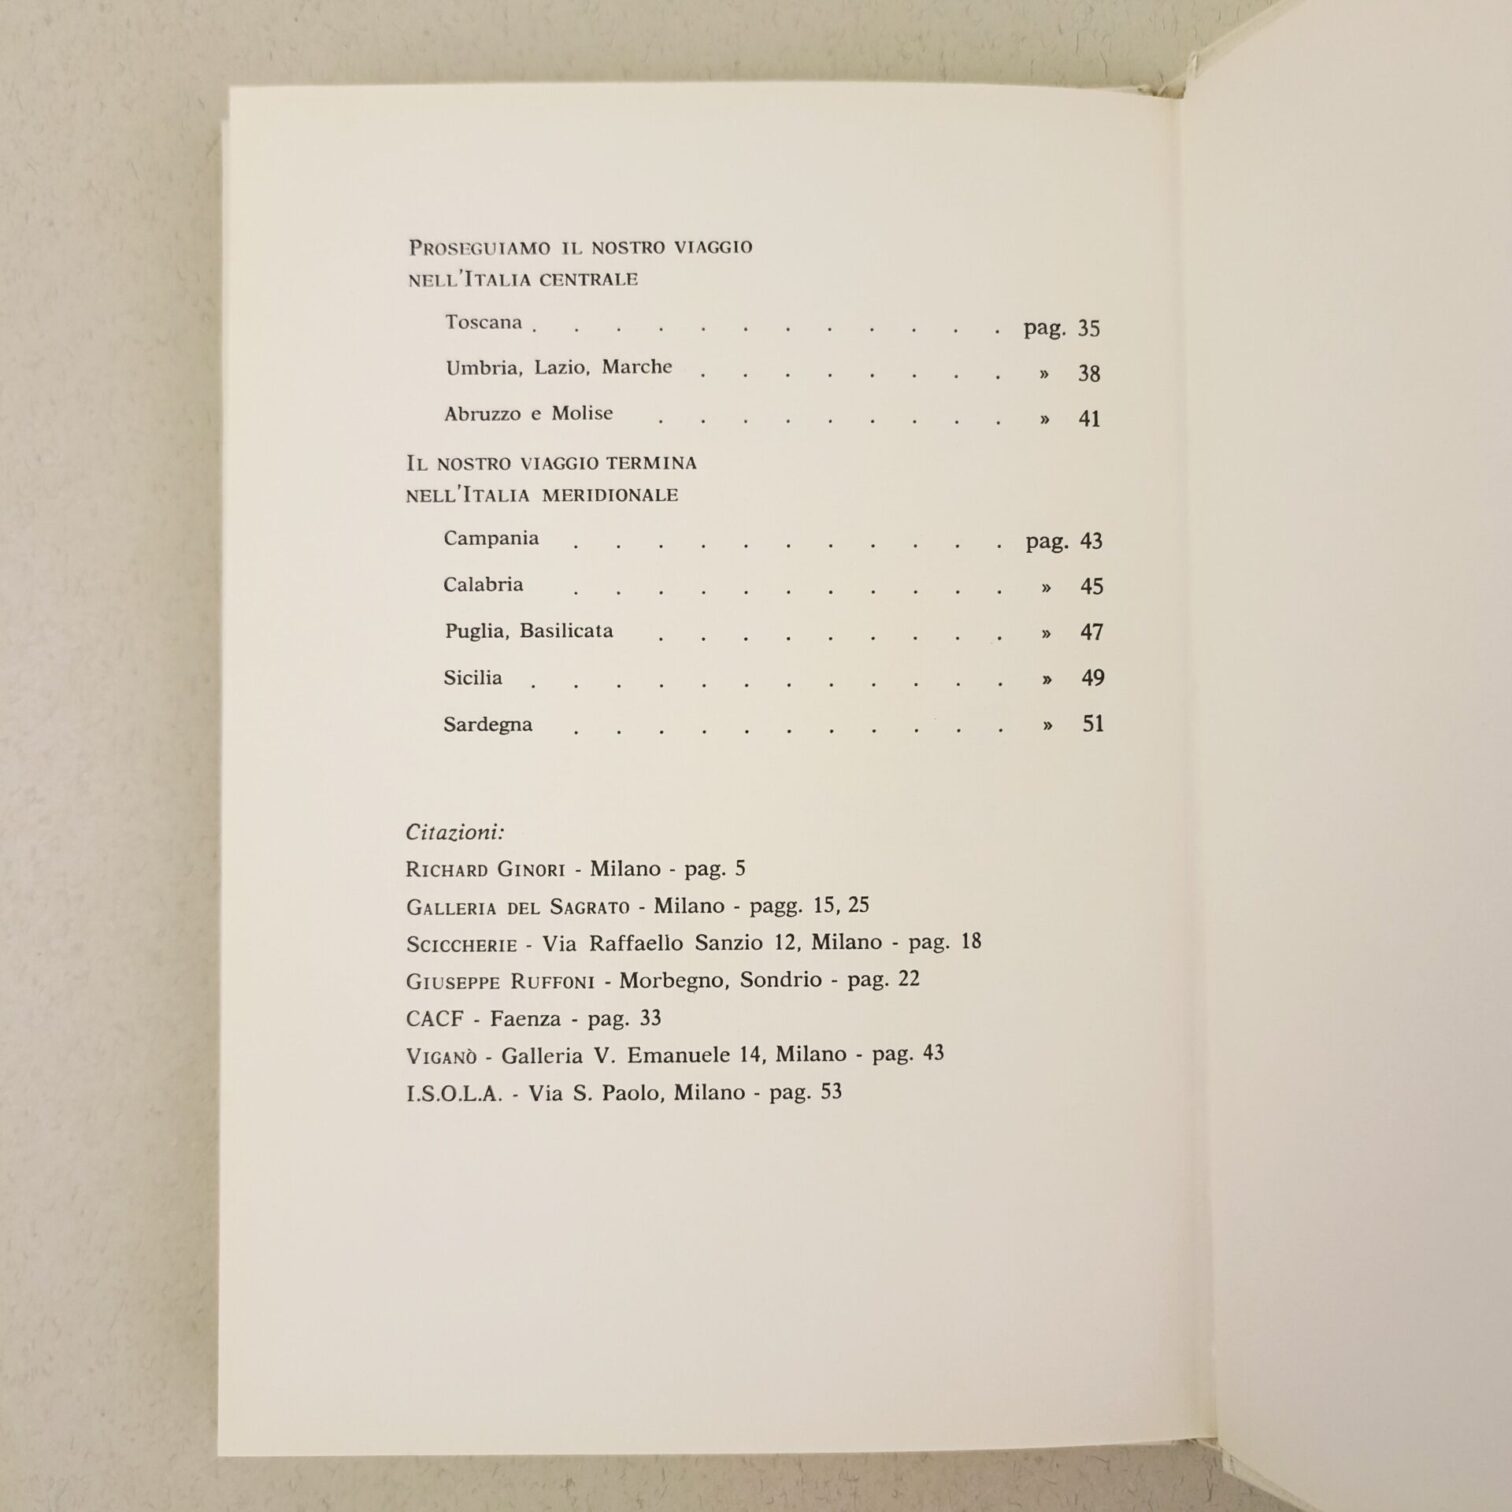 Proseguiamo il nostro viaggio
nell'Italia centrale
Toscana . . . . . . . . . . . . pag. 35
Umbria, Lazio, Marche . . . . . . . . » 38
Abruzzo e Molise . . . . . . . . . » 41
Il nostro viaggio termina
nell'Italia meridionale
Campania . . . . . . . . . . . pag. 43
Calabria . . . . . . . . . . . » 45
Puglia, Basilicata . . . . . . . . . » 47
Sicilia . . . . . . . . . . . . » 49
Sardegna . . . . . . . . . . . » 51
Citazioni:
Richard Ginori - Milano - pag. 5
Galleria del Sagrato - Milano - pagg. 15, 25
Sciccherie - Via Raffaello Sanzio 12, Milano - pag. 18
Giuseppe Ruffoni - Morbegno, Sondrio - pag. 22
CACF - Faenza - pag. 33
Viganò - Galleria V. Emanuele 14, Milano - pag. 43
I.S.O.L.A. - Via S. Paolo, Milano - pag. 53